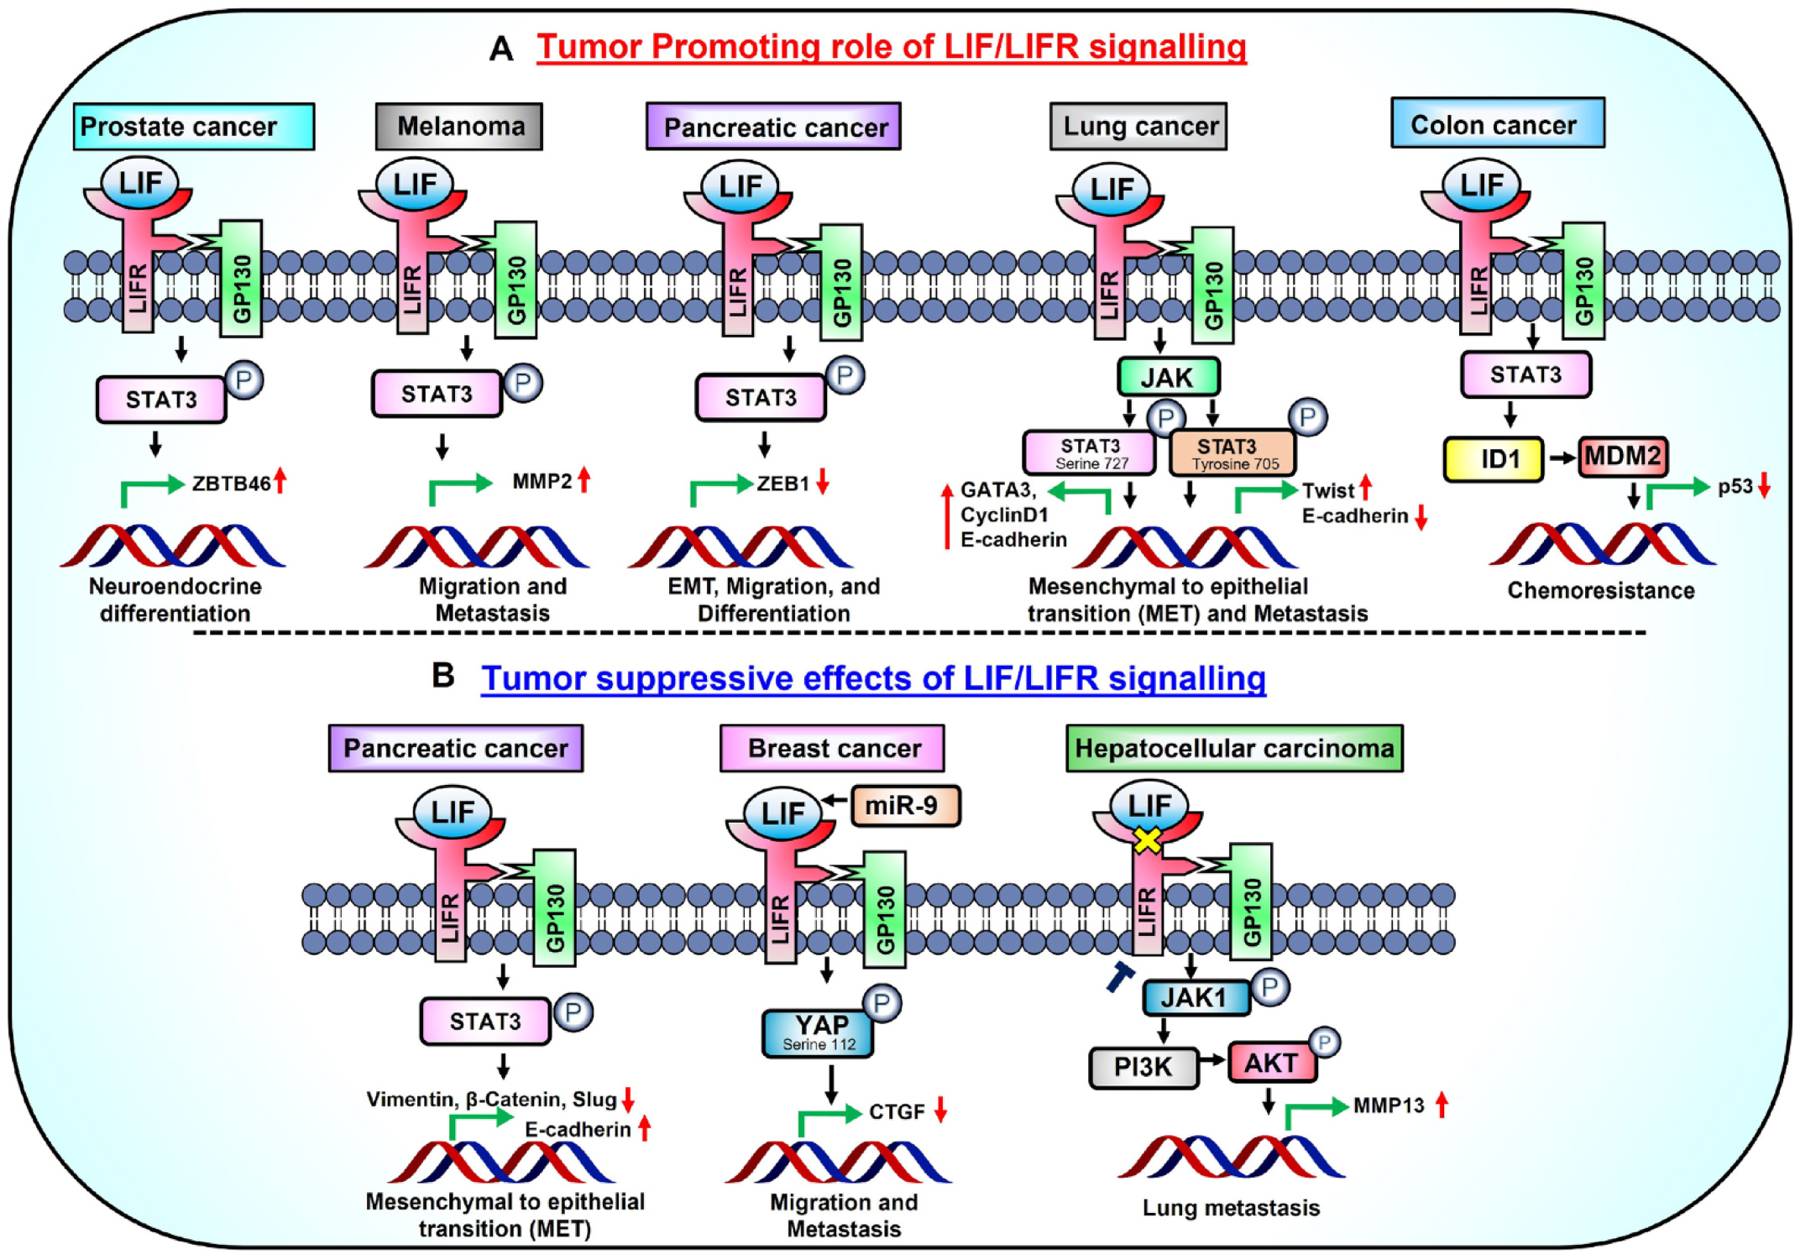 A Tumor Promoting role of LIF/LIFR signalling
Prostate cancer
LIF
LIFR
GP130
STAT3
P
ZBTB46
Neuroendocrine
differentiation
Melanoma
LIF
LIFR
GP130
STAT3
P
MMP2
Migration and
Metastasis
Pancreatic cancer
LIF
LIFR
GP130
STAT3
P
ZEB1
EMT, Migration, and
Differentiation
Lung cancer
LIF
LIFR
GP130
JAK
P
STAT3
Serine 727
P
STAT3
Tyrosine 705
GATA3,
CyclinD1
E-cadherin
Twist
E-cadherin
Mesenchymal to epithelial
transition (MET) and Metastasis
Colon cancer
LIF
LIFR
GP130
STAT3
ID1
MDM2
p53
Chemoresistance
B Tumor suppressive effects of LIF/LIFR signalling
Pancreatic cancer
LIF
LIFR
GP130
STAT3
P
Vimentin, β-Catenin, Slug
E-cadherin
Mesenchymal to epithelial
transition (MET)
Breast cancer
LIF
miR-9
LIFR
GP130
P
YAP
Serine 112
CTGF
Migration and
Metastasis
Hepatocellular carcinoma
LIF
LIFR
GP130
JAK1
P
PI3K
AKT
P
MMP13
Lung metastasis